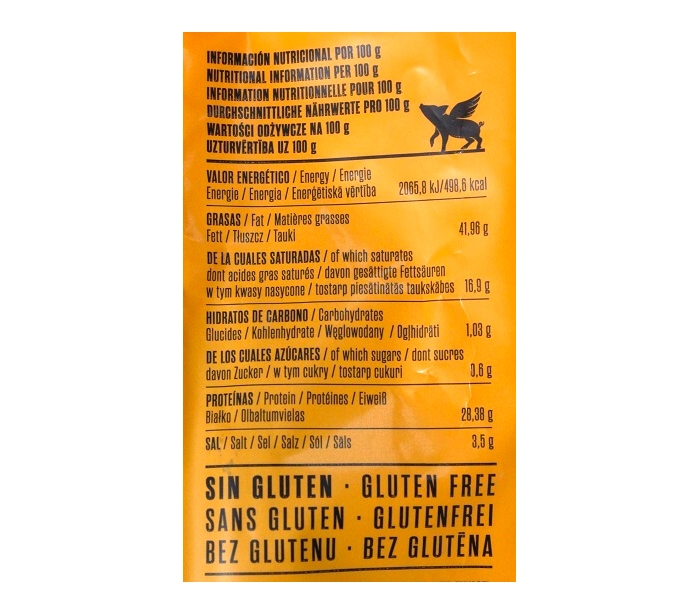 INFORMACIÓN NUTRICIONAL POR 100 g
NUTRITIONAL INFORMATION PER 100 g
INFORMATION NUTRITIONNELLE POUR 100 g
DURCHSCHNITTLICHE NÄHRWERTE PRO 100 g
WARTOŚCI ODŻYWCZE NA 100 g
UZTURVĒRTĪBA UZ 100 g
VALOR ENERGÉTICO / Energy / Energie
Energie / Energia / Enerģētiskā vērtība 2065,8 kJ/498,6 kcal
GRASAS / Fat / Matières grasses
Fett / Tłuszcz / Tauki 41,96 g
DE LA CUALES SATURADAS / of which saturates
dont acides gras saturés / davon gesättigte Fettsäuren
w tym kwasy nasycone / tostarp piesātinātās taukskābes 16,9 g
HIDRATOS DE CARBONO / Carbohydrates
Glucides / Kohlenhydrate / Węglowodany / Ogļhidrāti 1,03 g
DE LOS CUALES AZÚCARES / of which sugars / dont sucres
davon Zucker / w tym cukry / tostarp cukuri 0,6 g
PROTEÍNAS / Protein / Protéines / Eiweiß
Białko / Olbaltumvielas 28,38 g
SAL / Salt / Sel / Salz / Sól / Sāls 3,5 g
SIN GLUTEN · GLUTEN FREE
SANS GLUTEN · GLUTENFREI
BEZ GLUTENU · BEZ GLUTĒNA